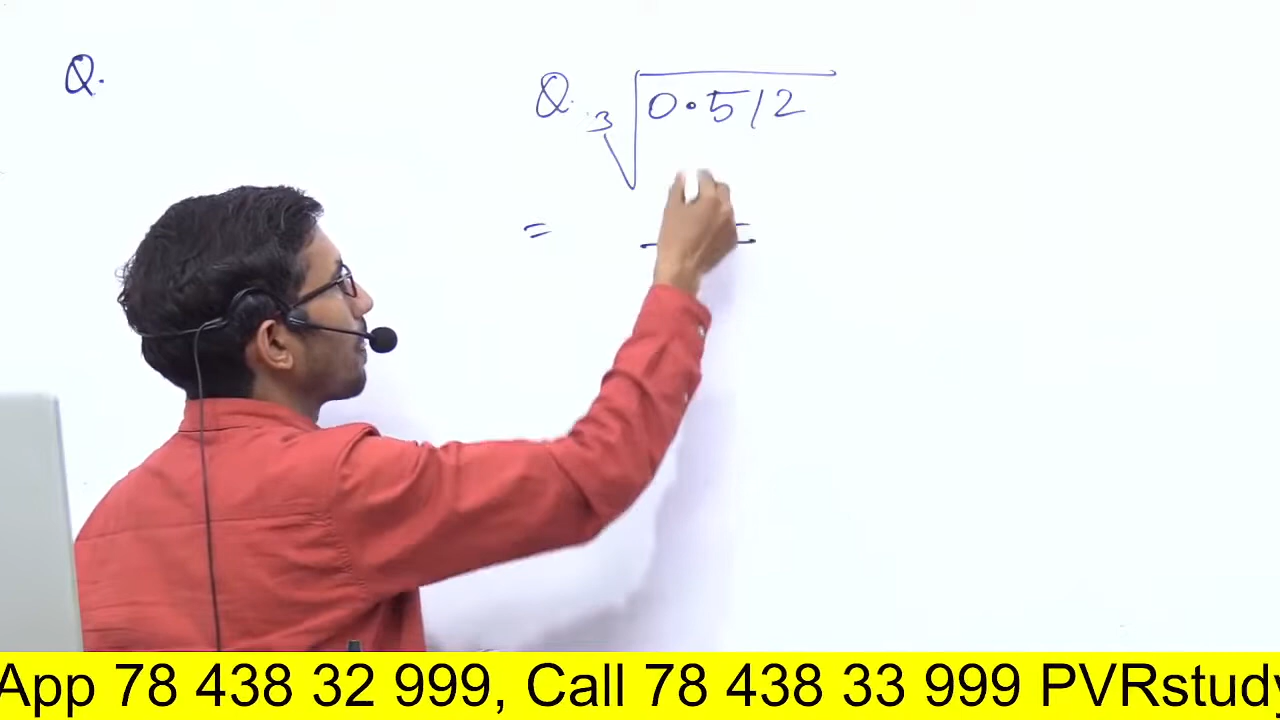 Q.
Q. ∛0.512
=
App 78 438 32 999, Call 78 438 33 999 PVRstudy